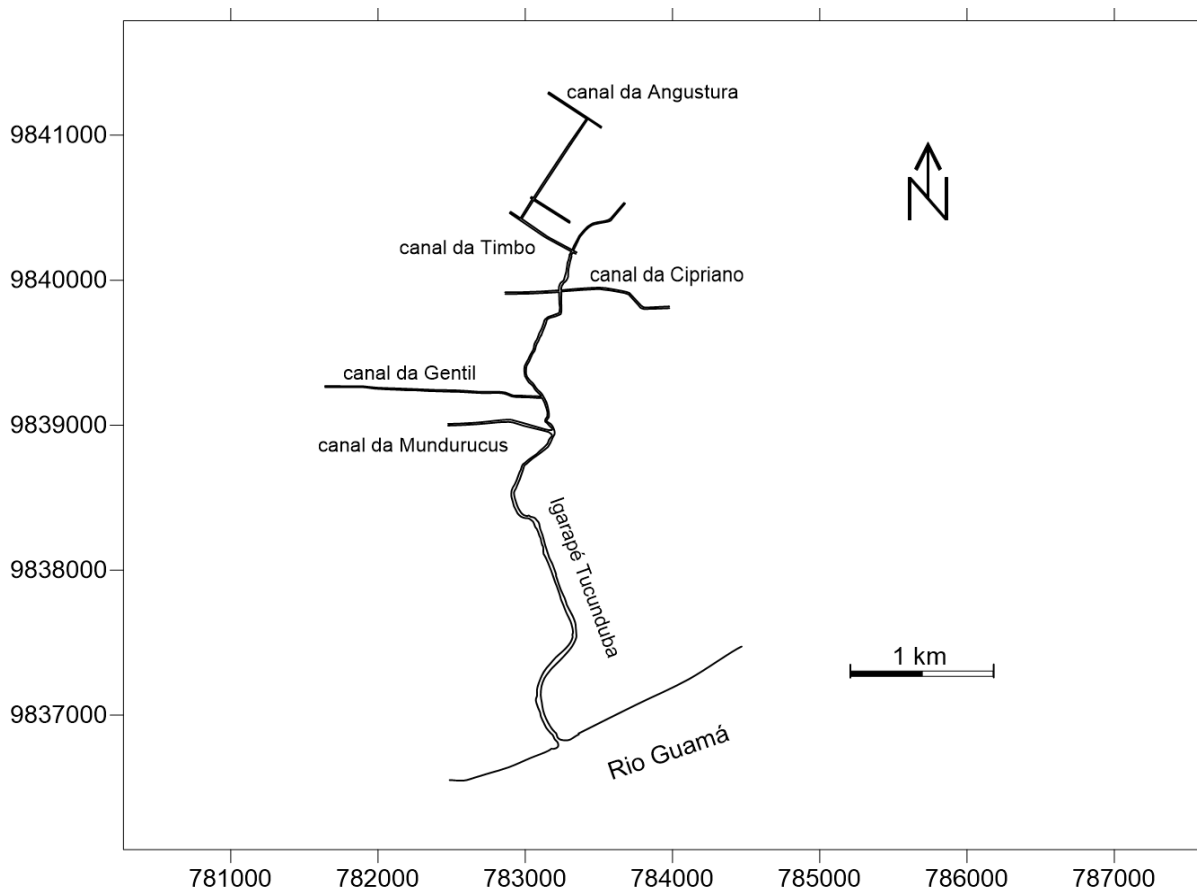 canal da Angustura
9841000
N
canal da Timbo
canal da Cipriano
9840000
canal da Gentil
9839000
canal da Mundurucus
Igarapé Tucunduba
9838000
1 km
9837000
Rio Guamá
781000 782000 783000 784000 785000 786000 787000